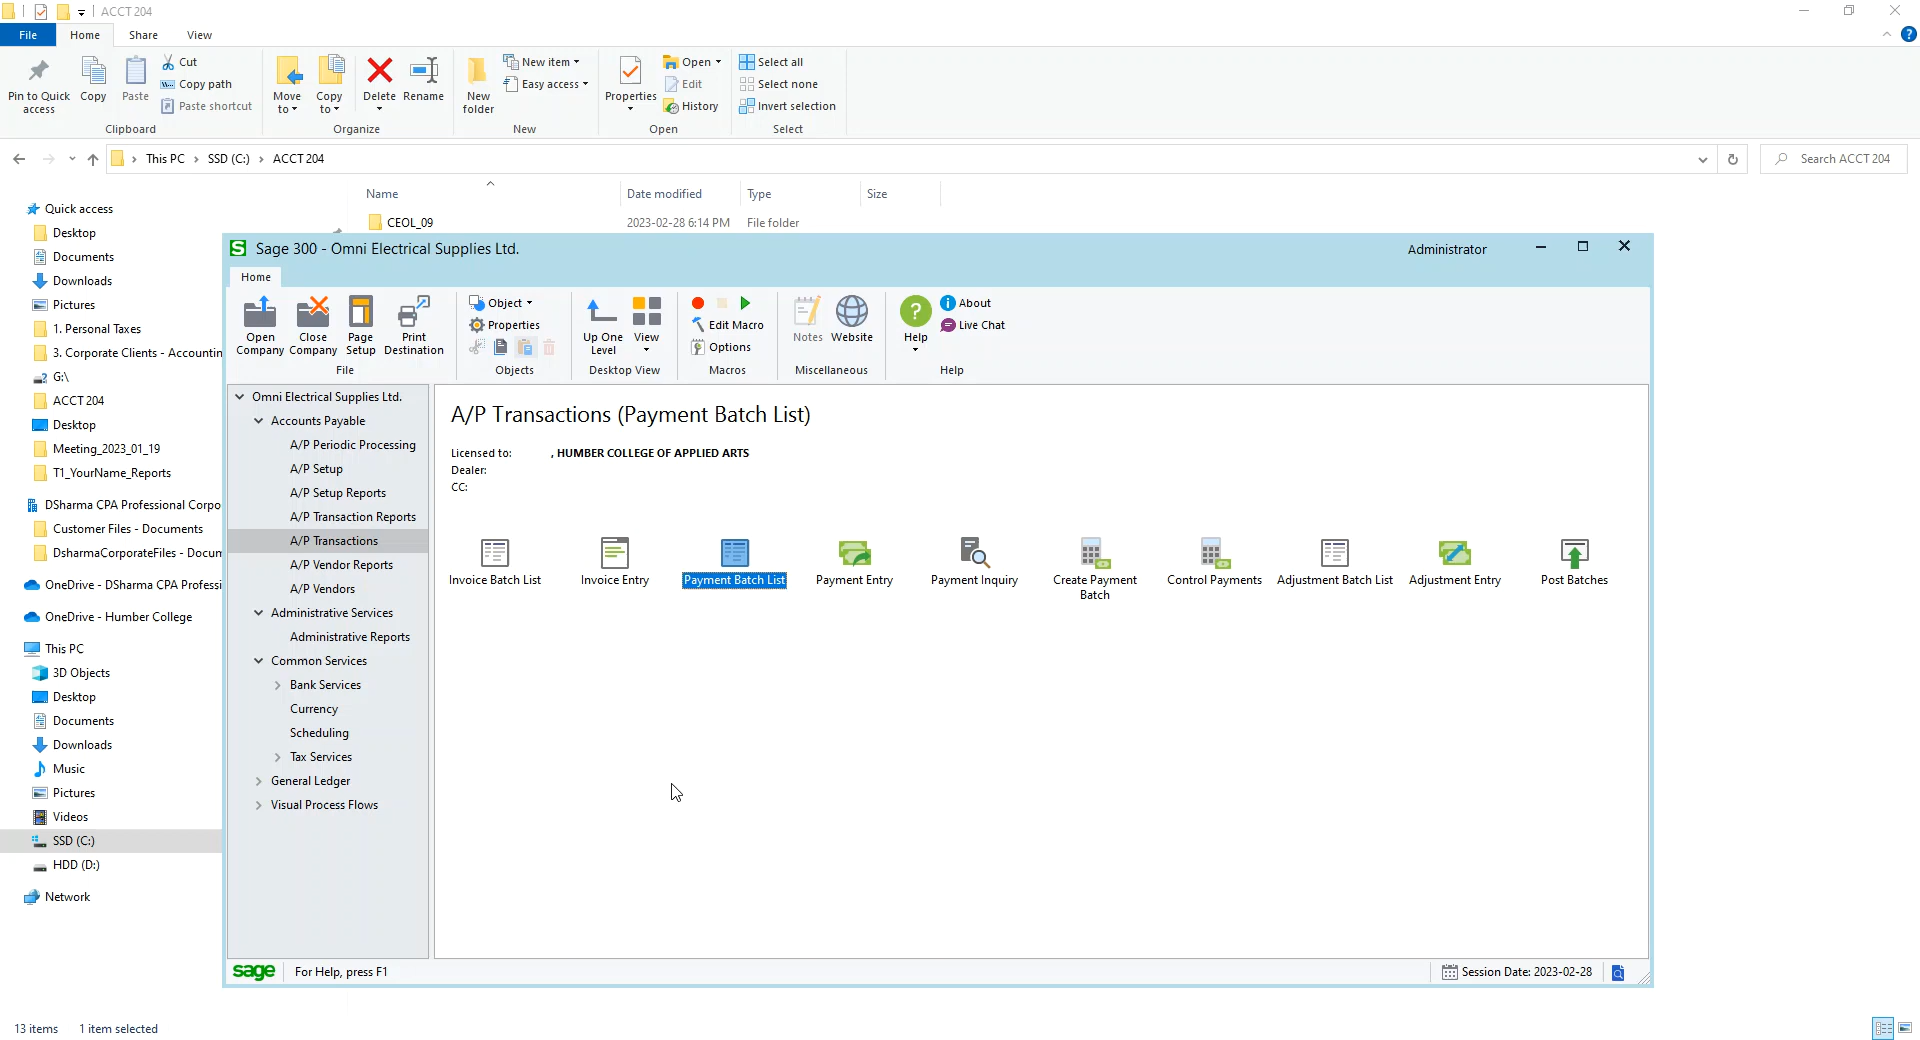 ACCT 204
File Home Share View
Pin to Quick access
Copy
Paste
Cut
Copy path
Paste shortcut
Clipboard
Move to
Copy to
Delete
Rename
Organize
New folder
New item
Easy access
New
Properties
Open
Edit
History
Open
Select all
Select none
Invert selection
Select
This PC > SSD (C:) > ACCT 204
Search ACCT 204
Name Date modified Type Size
CEOL_09 2023-02-28 6:14 PM File folder
Quick access
Desktop
Documents
Downloads
Pictures
1. Personal Taxes
3. Corporate Clients - Accountin
G:\
ACCT 204
Desktop
Meeting_2023_01_19
T1_YourName_Reports
DSharma CPA Professional Corpo
Customer Files - Documents
DsharmaCorporateFiles - Docum
OneDrive - DSharma CPA Professi
OneDrive - Humber College
This PC
3D Objects
Desktop
Documents
Downloads
Music
Pictures
Videos
SSD (C:)
HDD (D:)
Network
13 items 1 item selected
Sage 300 - Omni Electrical Supplies Ltd.
Administrator
Home
Open Company
Close Company
Page Setup
Print Destination
File
Object
Properties
Objects
Up One Level
View
Desktop View
Edit Macro
Options
Macros
Notes
Website
Miscellaneous
Help
About
Live Chat
Help
Omni Electrical Supplies Ltd.
Accounts Payable
A/P Periodic Processing
A/P Setup
A/P Setup Reports
A/P Transaction Reports
A/P Transactions
A/P Vendor Reports
A/P Vendors
Administrative Services
Administrative Reports
Common Services
Bank Services
Currency
Scheduling
Tax Services
General Ledger
Visual Process Flows
A/P Transactions (Payment Batch List)
Licensed to: , HUMBER COLLEGE OF APPLIED ARTS
Dealer:
CC:
Invoice Batch List
Invoice Entry
Payment Batch List
Payment Entry
Payment Inquiry
Create Payment Batch
Control Payments
Adjustment Batch List
Adjustment Entry
Post Batches
sage
For Help, press F1
Session Date: 2023-02-28